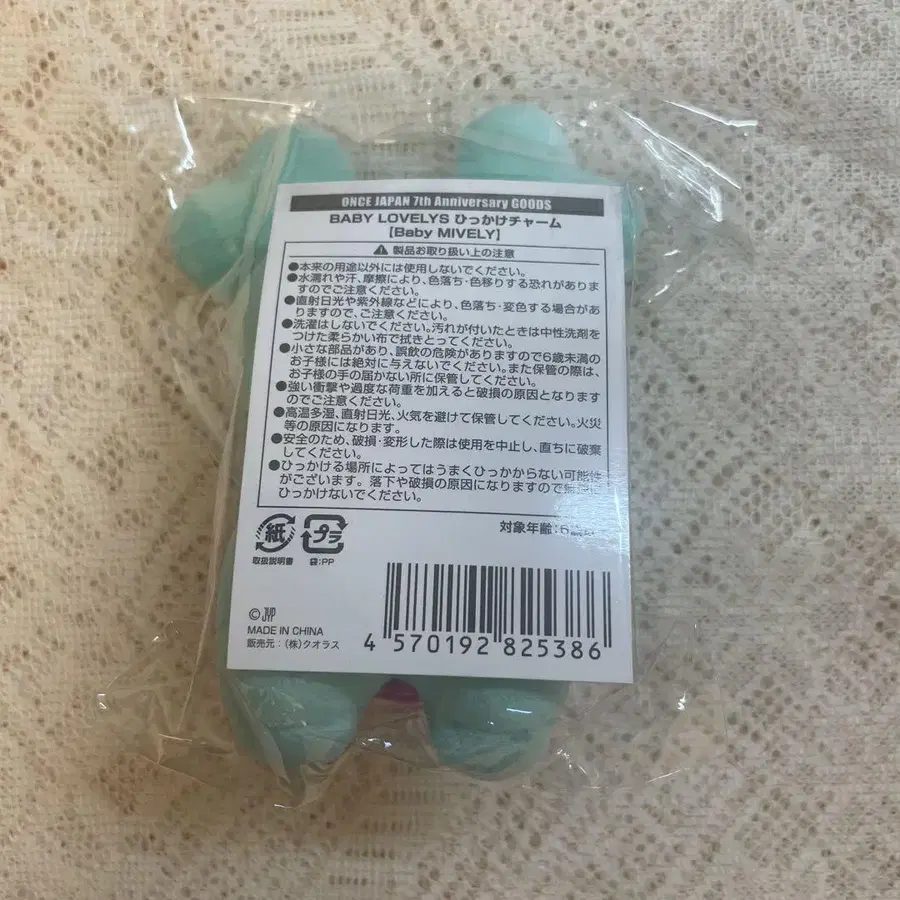 ONCE JAPAN 7th Anniversary GOODS
BABY LOVELYS ひっかけチャーム
【Baby MIVELY】
製品お取り扱い上の注意
●本来の用途以外には使用しないでください。
●水濡れや汗、摩擦により、色落ち・色移りする恐れがありま
すのでご注意ください。
●直射日光や紫外線などにより、色落ち・変色する場合があ
りますので、ご注意ください。
●洗濯はしないでください。汚れが付いたときは中性洗剤を
つけた柔らかい布で拭きとってください。
●小さな部品があり、誤飲の危険がありますので6歳未満の
お子様には絶対に与えないでください。また保管の際は、
お子様の手の届かない所に保管してください。
●強い衝撃や過度な荷重を加えると破損の原因となります
のでご注意ください。
●高温多湿、直射日光、火気を避けて保管してください。火災
等の原因になります。
●安全のため、破損・変形した際は使用を中止し、直ちに破棄
してください。
●ひっかける場所によってはうまくひっかからない可能性
がございます。落下や破損の原因になりますので
ひっかけないでください。
紙 プラ
対象年齢:
取扱説明書 袋:PP
© JYP
MADE IN CHINA
販売元:(株)クオラス
4 570192 825386